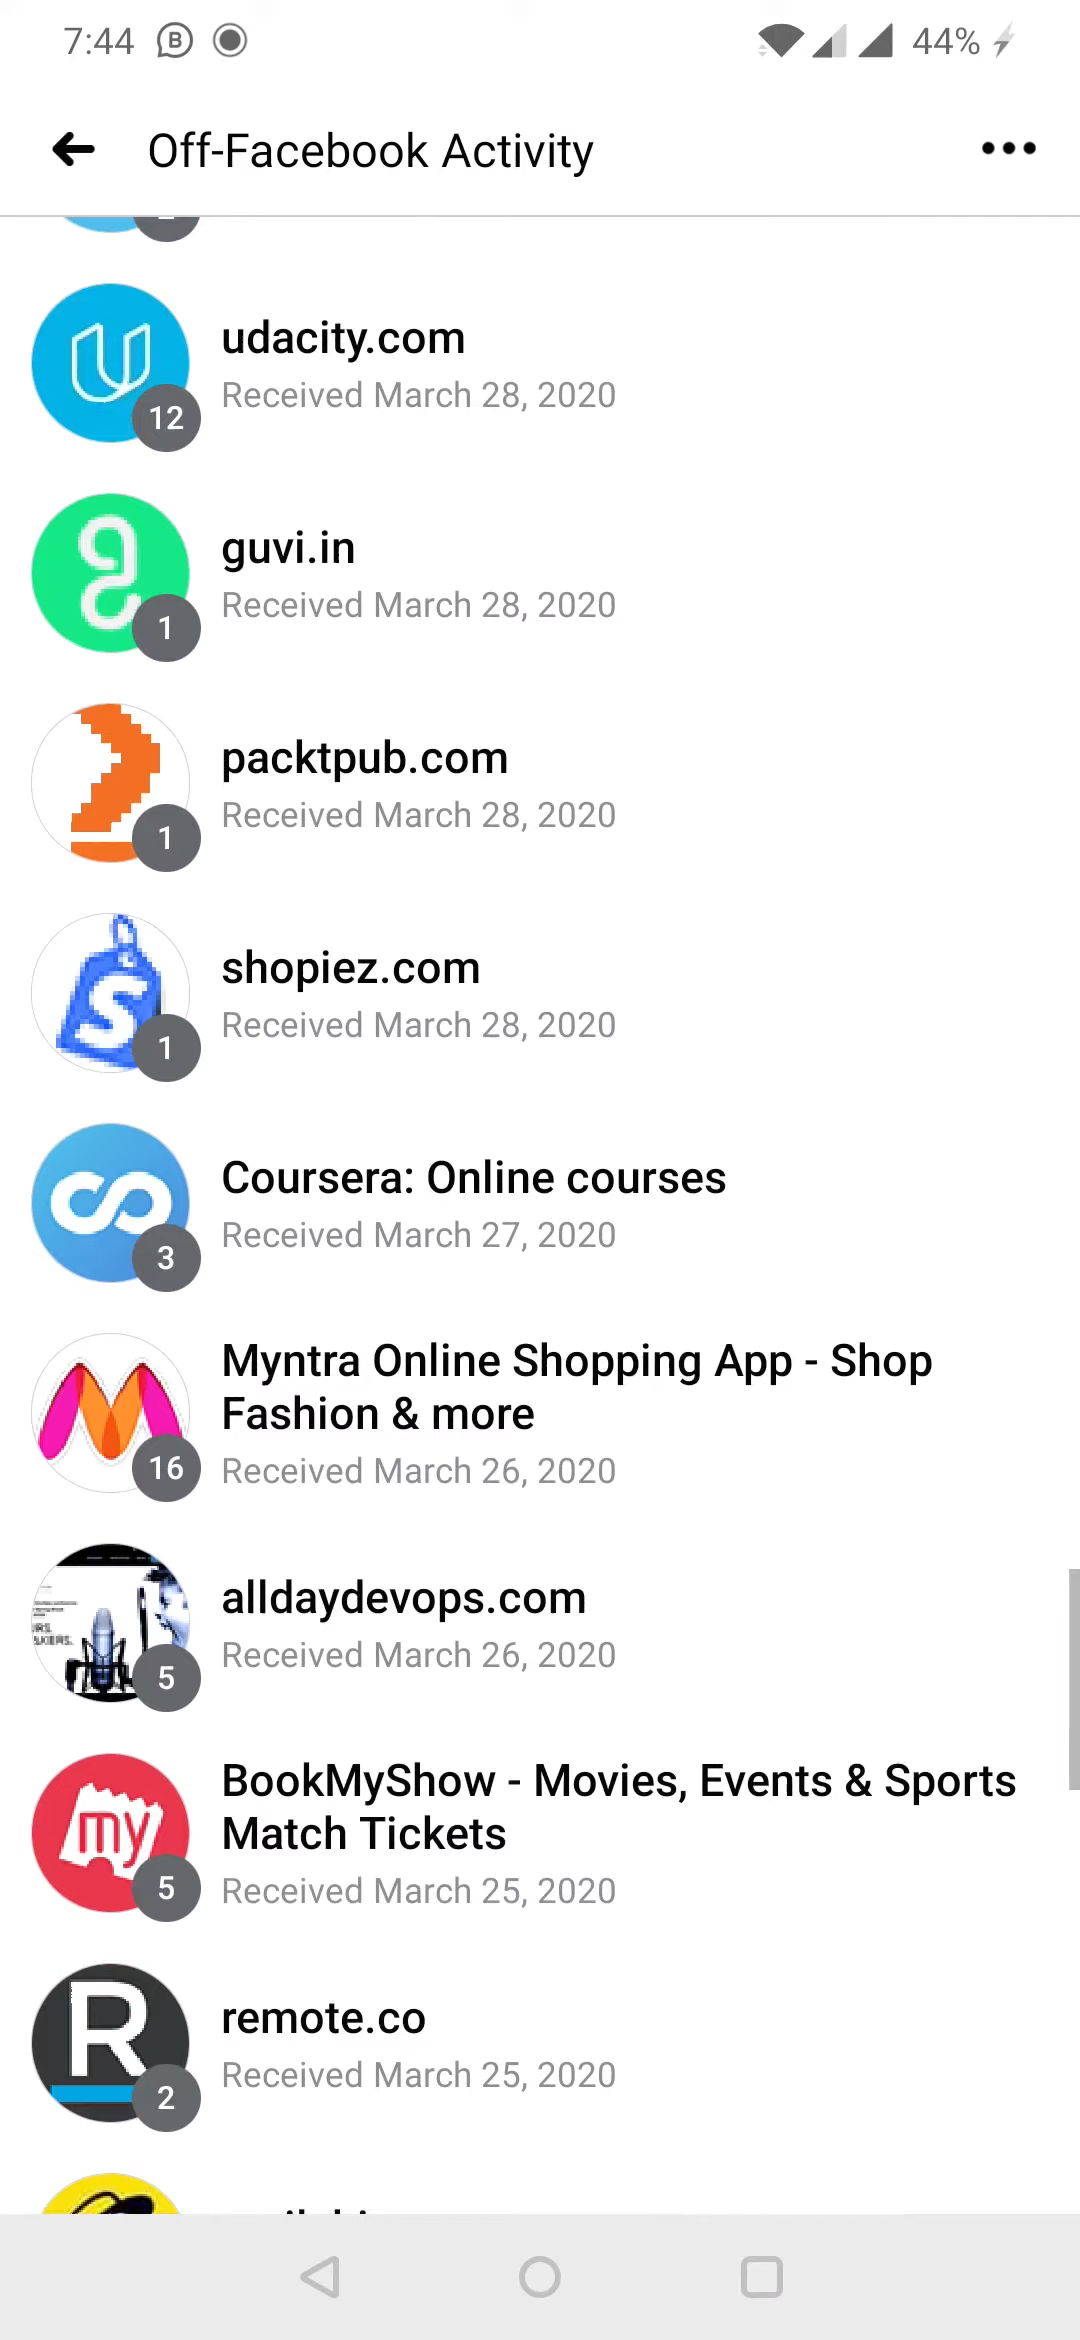 7:44
44%
Off-Facebook Activity
udacity.com
12
Received March 28, 2020
guvi.in
1
Received March 28, 2020
packtpub.com
1
Received March 28, 2020
shopiez.com
S
1
Received March 28, 2020
Coursera: Online courses
3
Received March 27, 2020
Myntra Online Shopping App - Shop
Fashion & more
16
Received March 26, 2020
alldaydevops.com
5
Received March 26, 2020
BookMyShow - Movies, Events & Sports
my
Match Tickets
5
Received March 25, 2020
R
remote.co
2
Received March 25, 2020